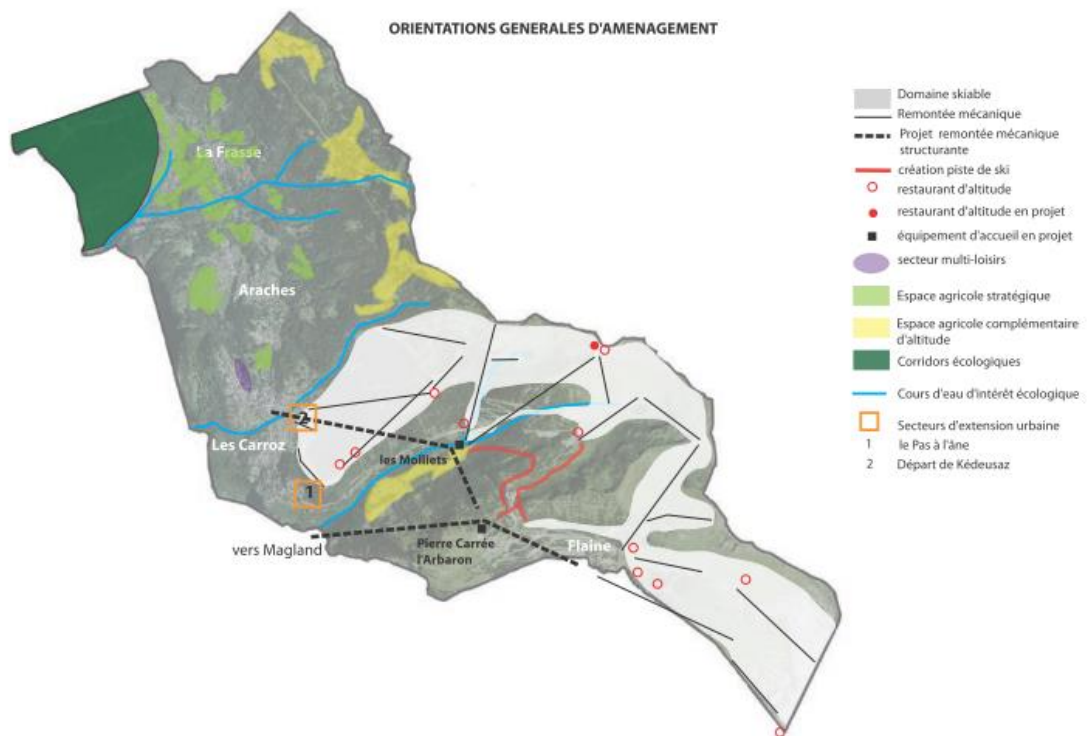 ORIENTATIONS GENERALES D'AMENAGEMENT
Domaine skiable
Remontée mécanique
Projet remontée mécanique
structurante
création piste de ski
restaurant d'altitude
restaurant d'altitude en projet
équipement d'accueil en projet
secteur multi-loisirs
Espace agricole stratégique
Espace agricole complémentaire
d'altitude
Corridors écologiques
Cours d'eau d'intérêt écologique
Secteurs d'extension urbaine
1 le Pas à l'âne
2 Départ de Kédeusaz
La Frasse
Araches
2
Les Carroz
les Molliets
1
vers Magland
Pierre Carrée
l'Arbaron
Flaine